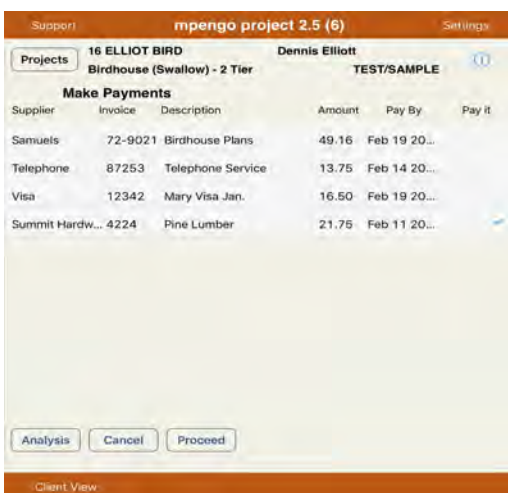 Support mpengo project 2.5 (6) Settings
Projects 16 ELLIOT BIRD Dennis Elliott
Birdhouse (Swallow) - 2 Tier TEST/SAMPLE
Make Payments
Supplier Invoice Description Amount Pay By Pay it
Samuels 72-9021 Birdhouse Plans 49.16 Feb 19 20...
Telephone 87253 Telephone Service 13.75 Feb 14 20...
Visa 12342 Mary Visa Jan. 16.50 Feb 19 20...
Summit Hardw... 4224 Pine Lumber 21.75 Feb 11 20...
Analysis Cancel Proceed
Client View